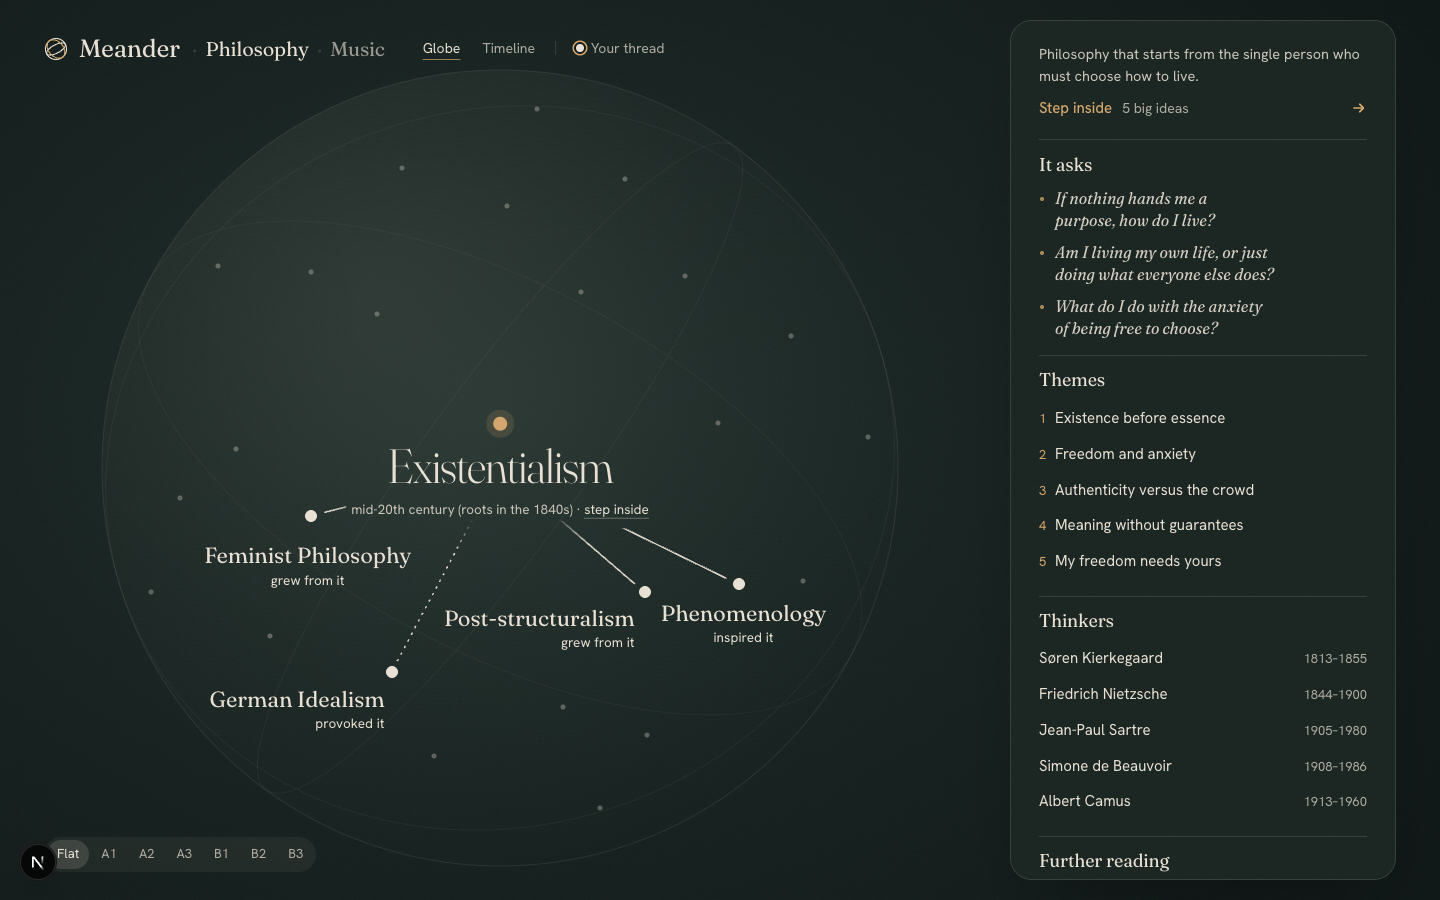 Meander · Philosophy · Music
Globe
Timeline
Your thread
Existentialism
mid-20th century (roots in the 1840s) · step inside
Feminist Philosophy
grew from it
Post-structuralism
grew from it
Phenomenology
inspired it
German Idealism
provoked it
N
Flat
A1
A2
A3
B1
B2
B3
Philosophy that starts from the single person who
must choose how to live.
Step inside 5 big ideas →
It asks
• If nothing hands me a
purpose, how do I live?
• Am I living my own life, or just
doing what everyone else does?
• What do I do with the anxiety
of being free to choose?
Themes
1 Existence before essence
2 Freedom and anxiety
3 Authenticity versus the crowd
4 Meaning without guarantees
5 My freedom needs yours
Thinkers
Søren Kierkegaard 1813–1855
Friedrich Nietzsche 1844–1900
Jean-Paul Sartre 1905–1980
Simone de Beauvoir 1908–1986
Albert Camus 1913–1960
Further reading